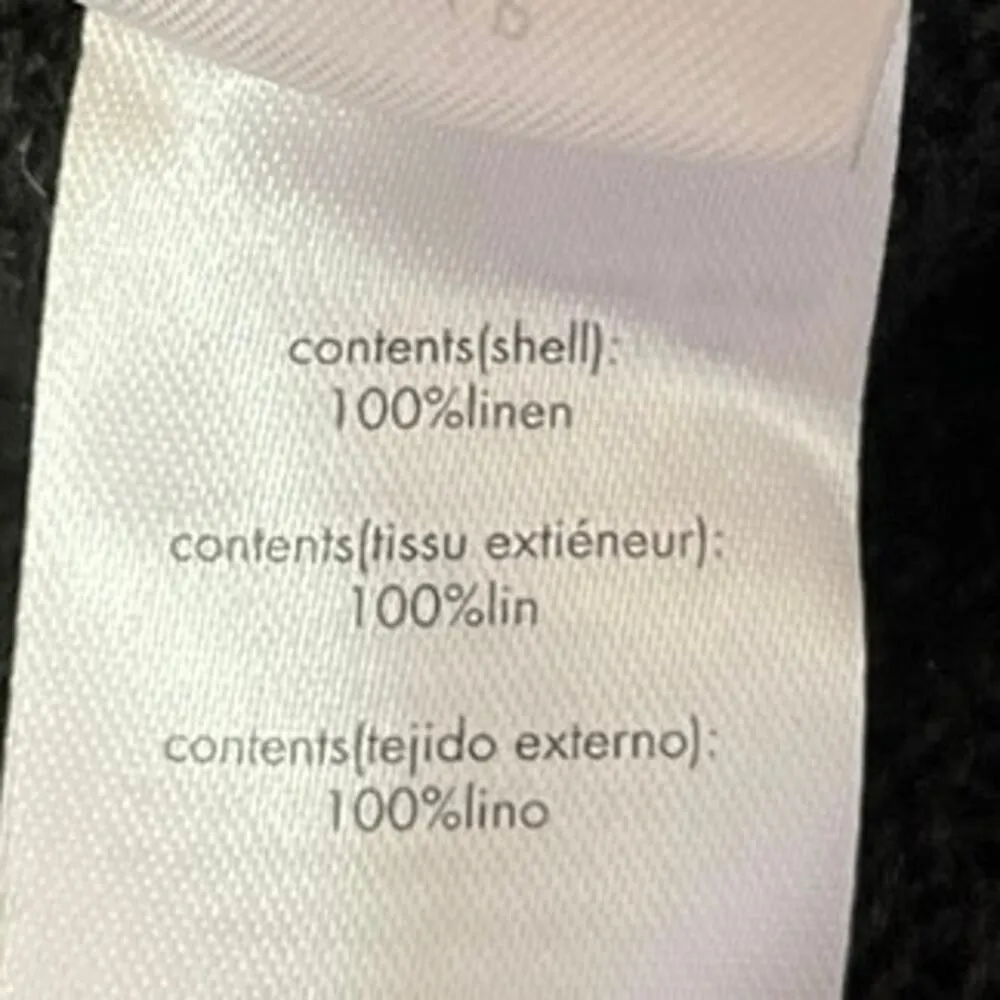 contents(shell):
100%linen
contents(tissu extiéneur):
100%lin
contents(tejido externo):
100%lino